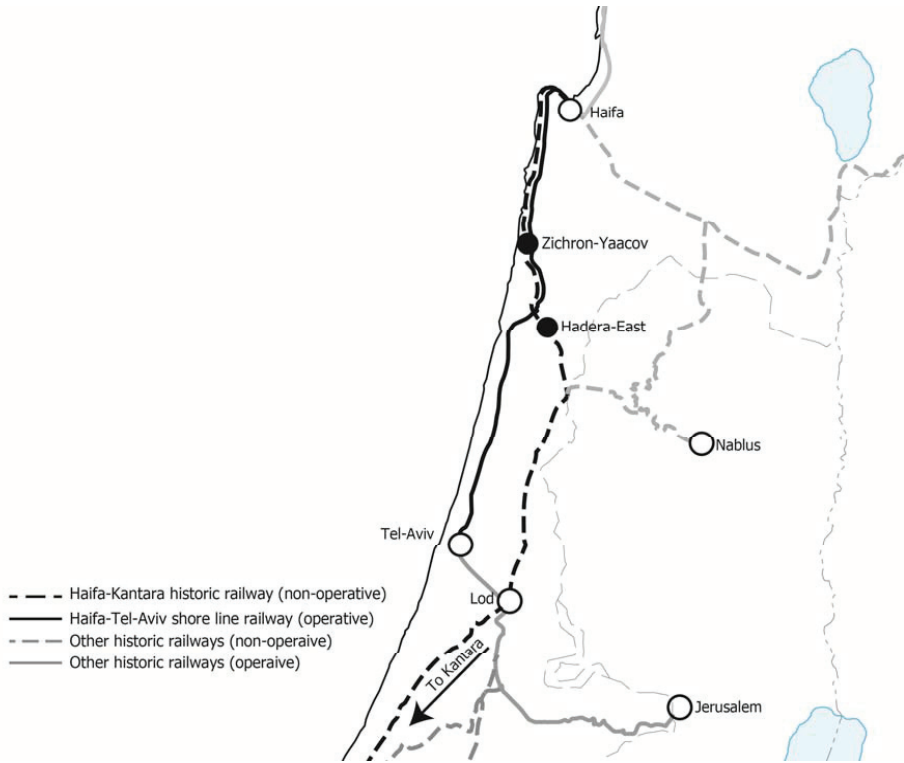 Haifa
Zichron-Yaacov
Hadera-East
Nablus
Tel-Aviv
Haifa-Kantara historic railway (non-operative)
Lod
Haifa-Tel-Aviv shore line railway (operative)
Other historic railways (non-operaive)
Other historic railways (operaive)
To Kantara
Jerusalem